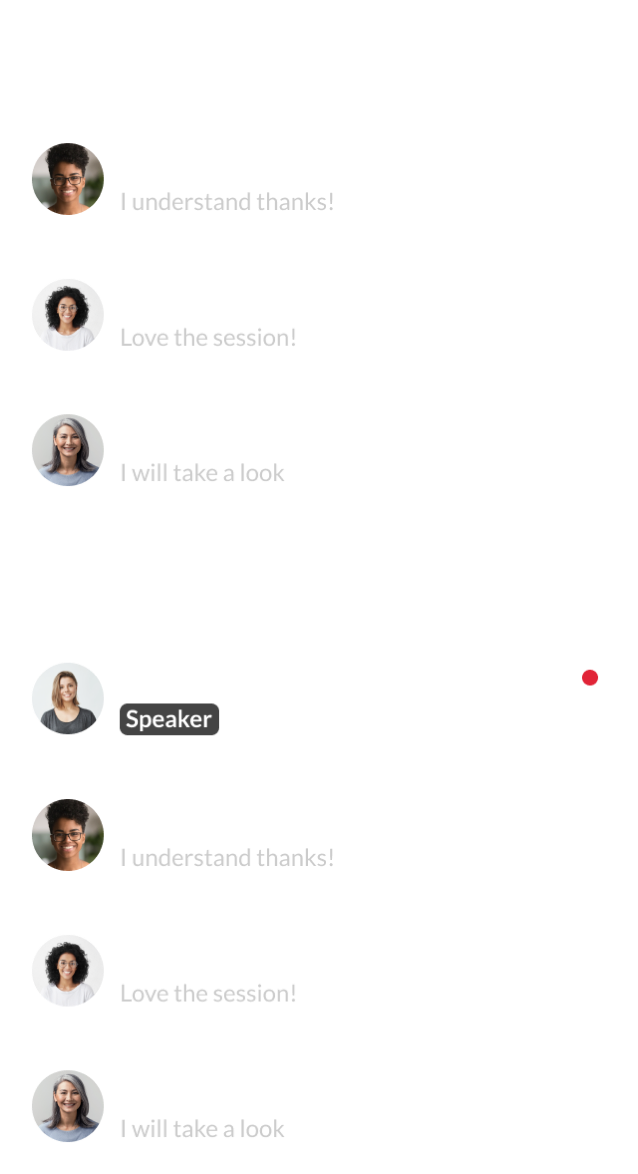 I understand thanks!
Love the session!
I will take a look
Speaker
I understand thanks!
Love the session!
I will take a look